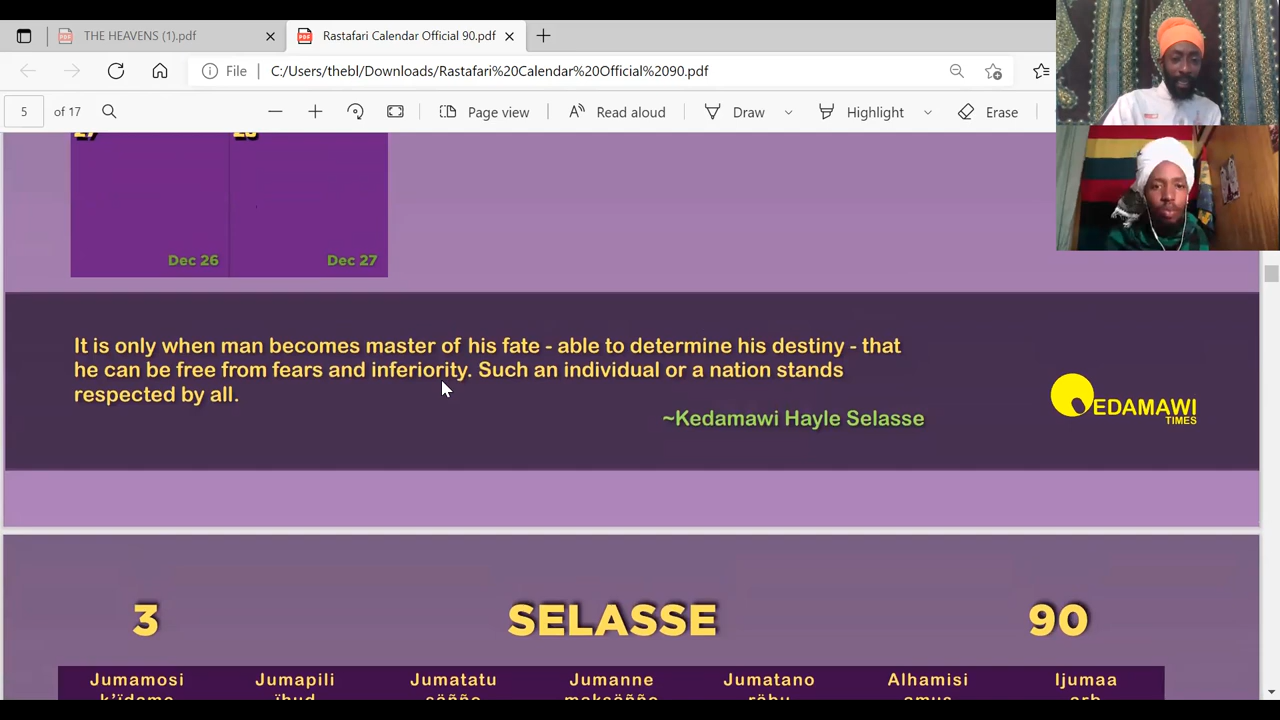 THE HEAVENS (1).pdf
Rastafari Calendar Official 90.pdf
File
C:/Users/thebl/Downloads/Rastafari%20Calendar%20Official%2090.pdf
5 of 17
Page view
Read aloud
Draw
Highlight
Erase
27 28
Dec 26 Dec 27
It is only when man becomes master of his fate - able to determine his destiny - that
he can be free from fears and inferiority. Such an individual or a nation stands
respected by all.
~Kedamawi Hayle Selasse
EDAMAWI
TIMES
3 SELASSE 90
Jumamosi Jumapili Jumatatu Jumanne Jumatano Alhamisi Ijumaa